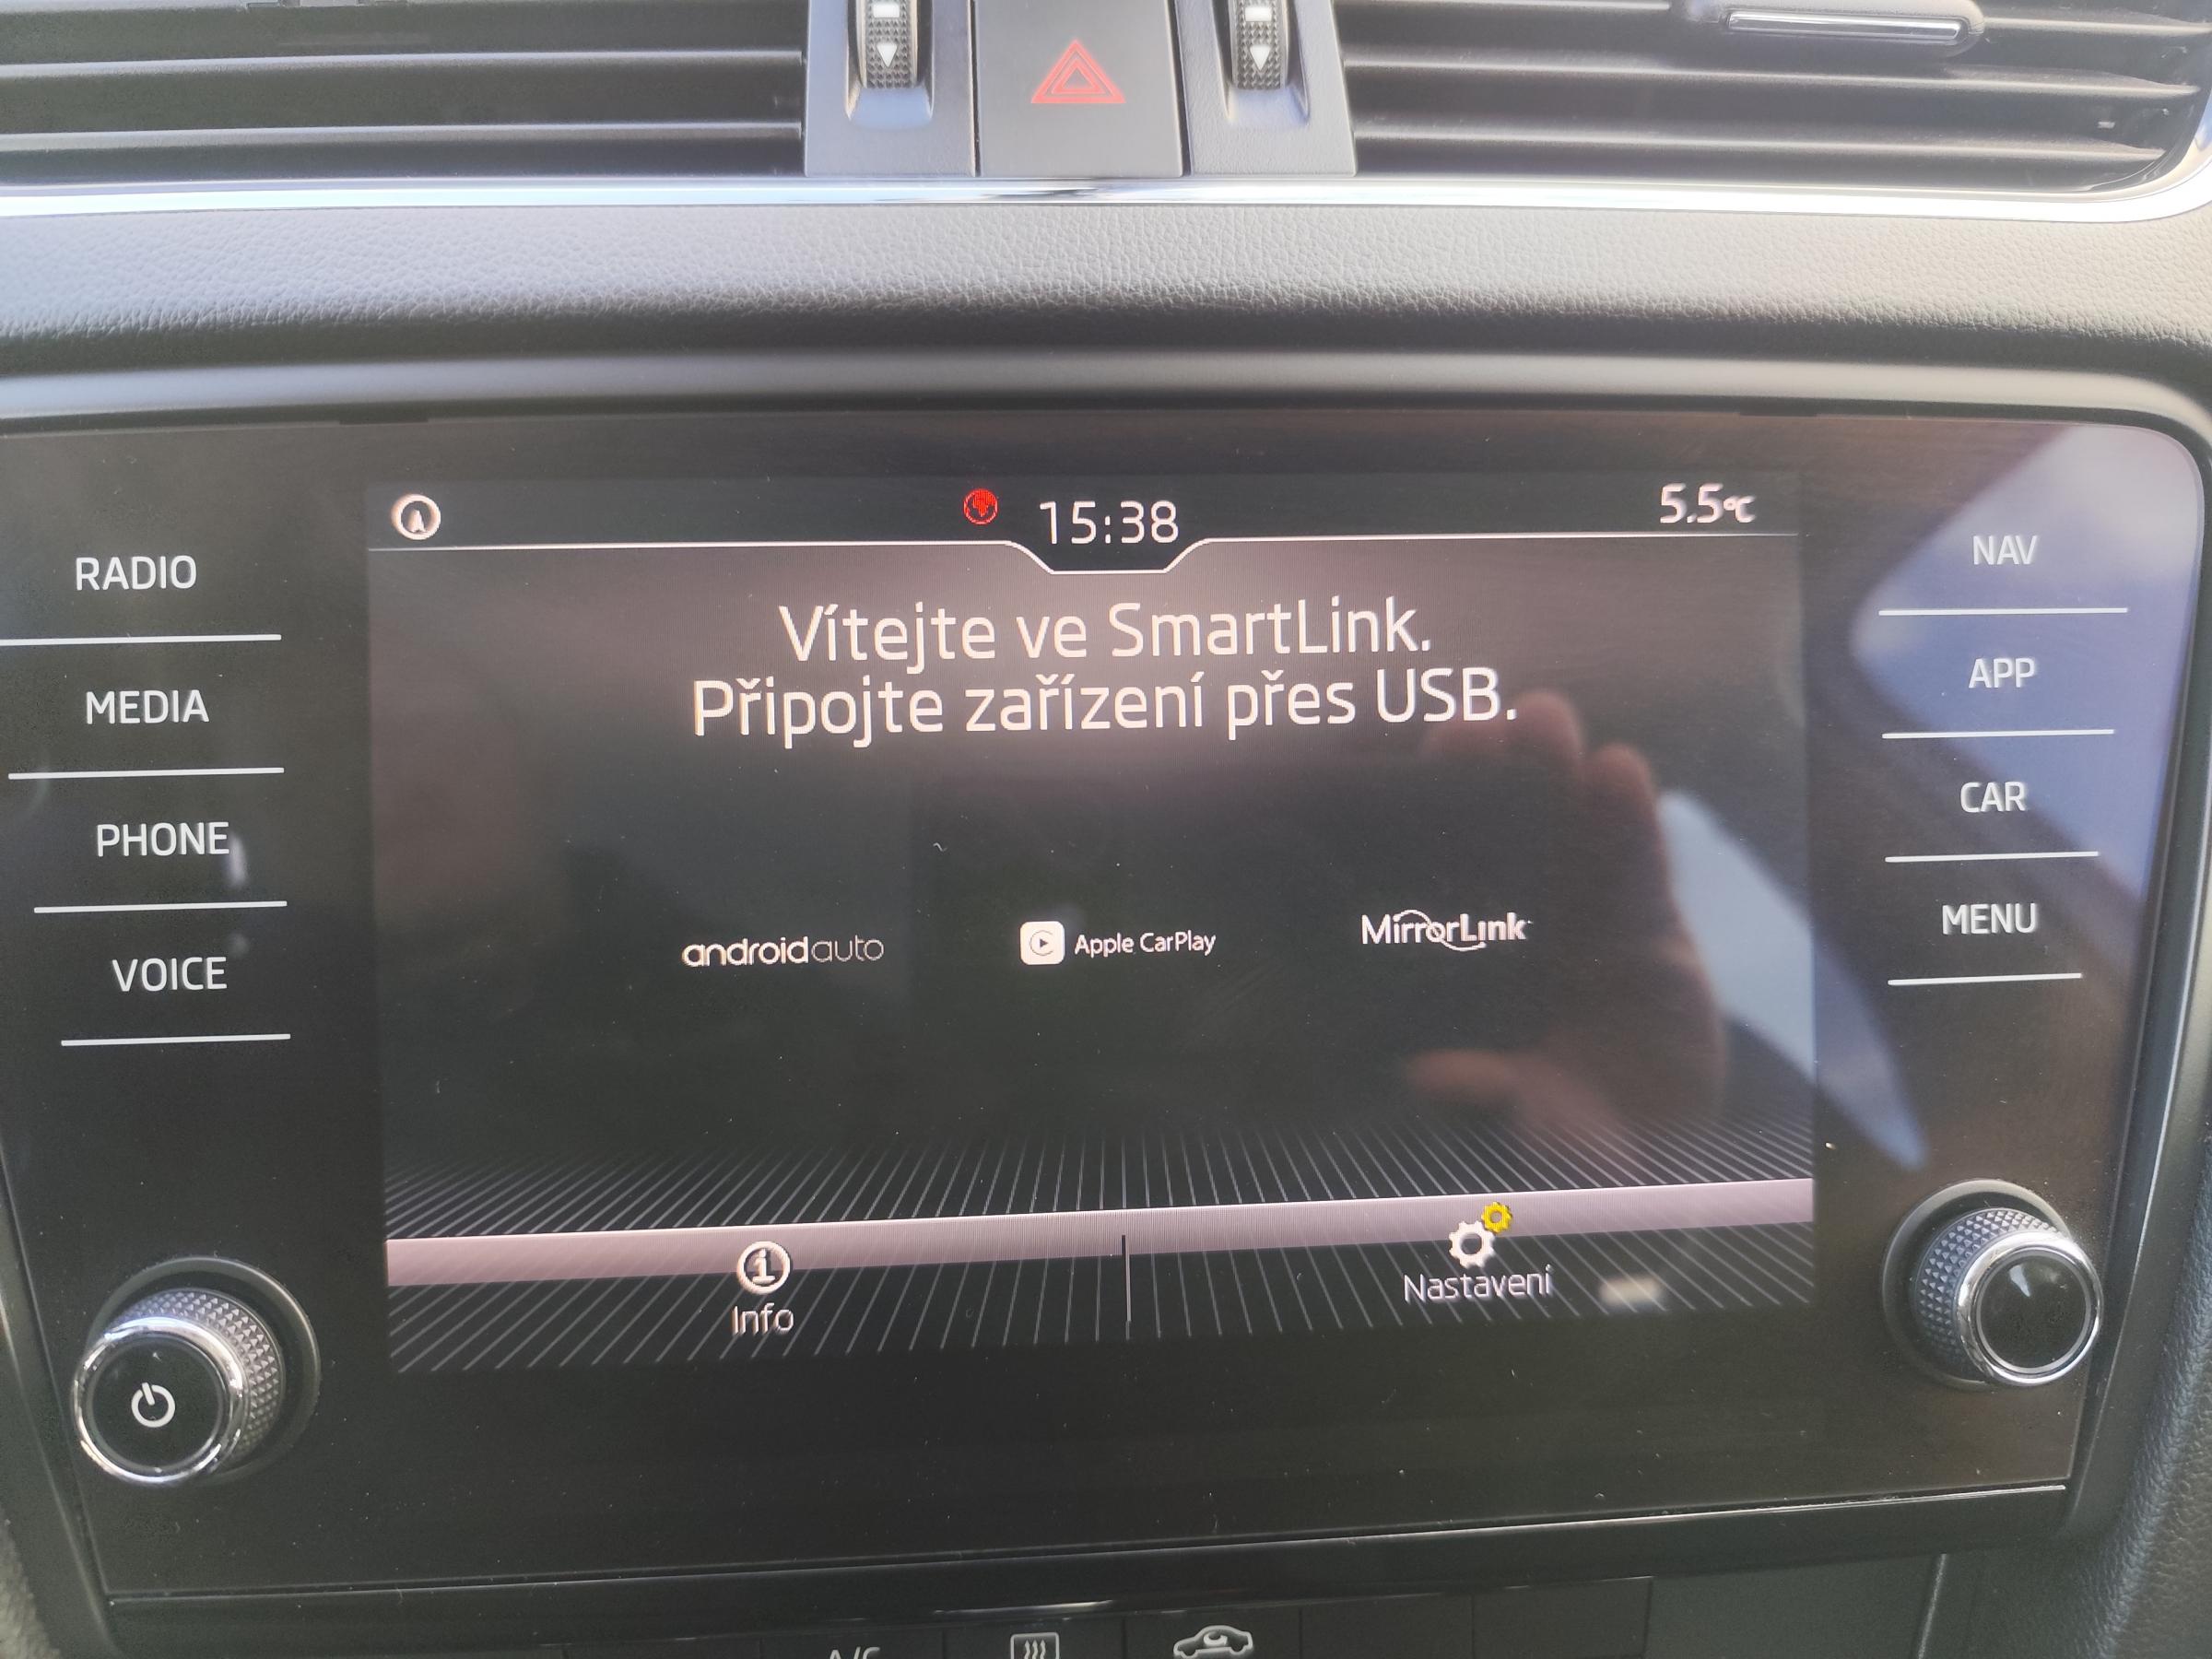 15:38
5.5°C
RADIO
MEDIA
PHONE
VOICE
Vítejte ve SmartLink.
Připojte zařízení přes USB.
androidauto
Apple CarPlay
MirrorLink
Info
Nastavení
NAV
APP
CAR
MENU
A/C